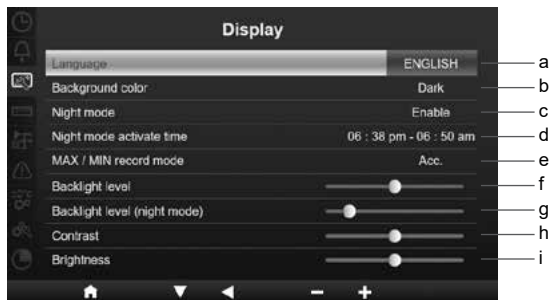 Display
Language ENGLISH a
Background color Dark b
Night mode Enable c
Night mode activate time 06 : 38 pm - 06 : 50 am d
MAX / MIN record mode Acc. e
Backlight level f
Backlight level (night mode) g
Contrast h
Brightness i